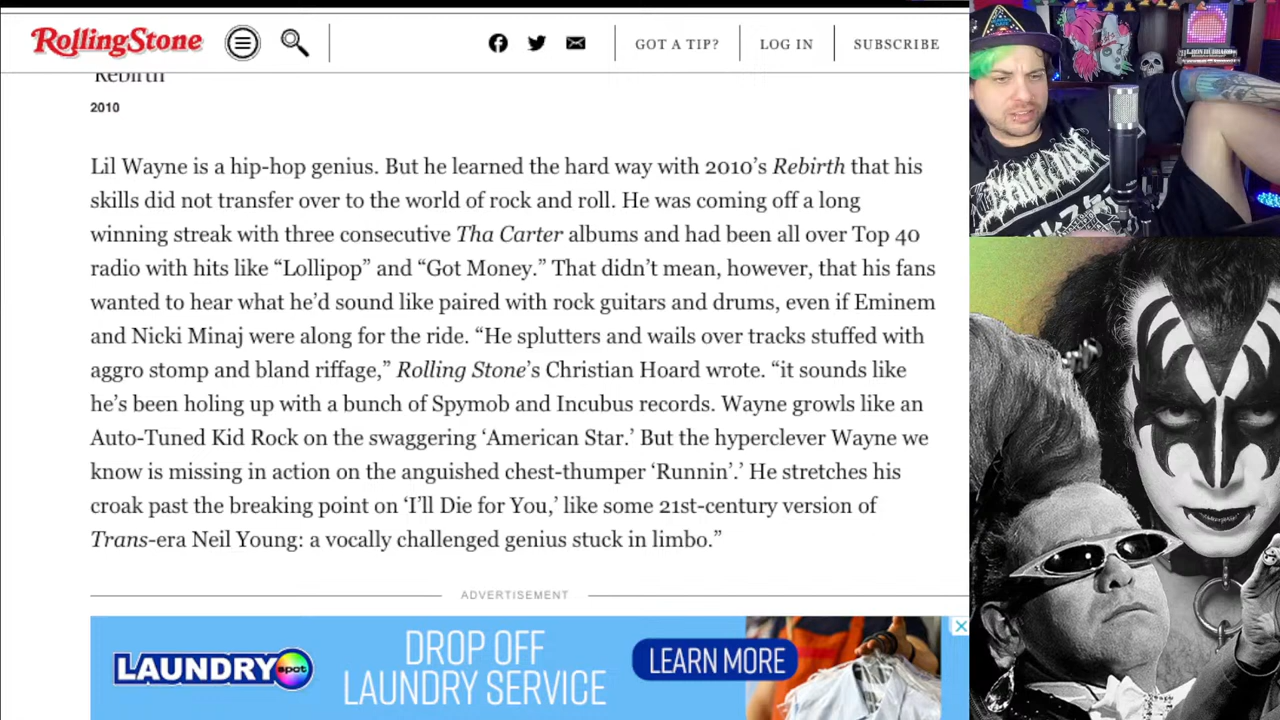 RollingStone
GOT A TIP?
LOG IN
SUBSCRIBE
Rebirth
2010
Lil Wayne is a hip-hop genius. But he learned the hard way with 2010’s Rebirth that his
skills did not transfer over to the world of rock and roll. He was coming off a long
winning streak with three consecutive Tha Carter albums and had been all over Top 40
radio with hits like “Lollipop” and “Got Money.” That didn’t mean, however, that his fans
wanted to hear what he’d sound like paired with rock guitars and drums, even if Eminem
and Nicki Minaj were along for the ride. “He splutters and wails over tracks stuffed with
aggro stomp and bland riffage,” Rolling Stone’s Christian Hoard wrote. “it sounds like
he’s been holing up with a bunch of Spymob and Incubus records. Wayne growls like an
Auto-Tuned Kid Rock on the swaggering ‘American Star.’ But the hyperclever Wayne we
know is missing in action on the anguished chest-thumper ‘Runnin’.’ He stretches his
croak past the breaking point on ‘I’ll Die for You,’ like some 21st-century version of
Trans-era Neil Young: a vocally challenged genius stuck in limbo.”
ADVERTISEMENT
LAUNDRY spot
DROP OFF
LAUNDRY SERVICE
LEARN MORE